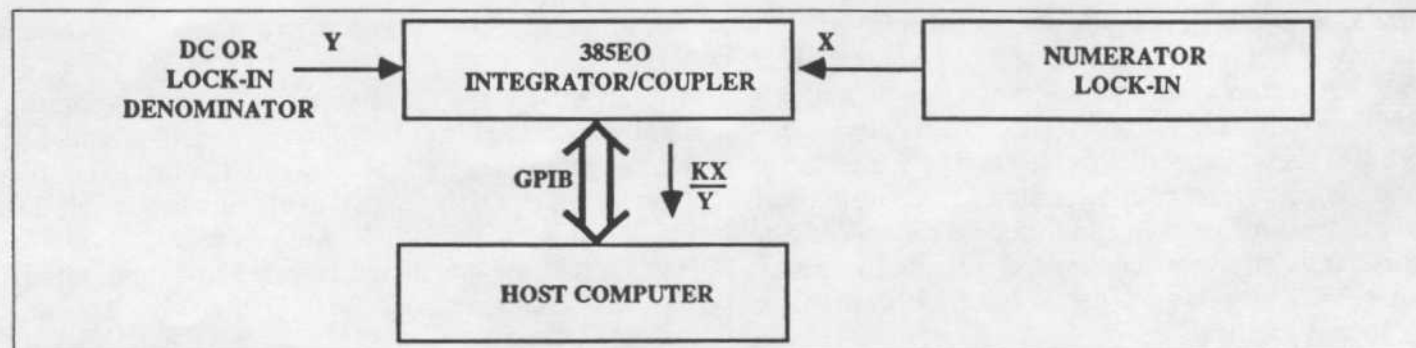 DC OR
LOCK-IN
DENOMINATOR
Y
385EO
INTEGRATOR/COUPLER
X
NUMERATOR
LOCK-IN
GPIB
KX
Y
HOST COMPUTER